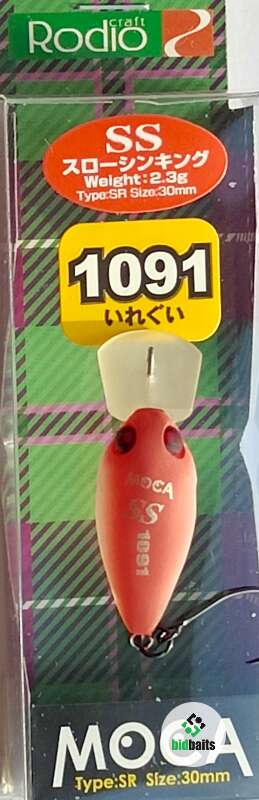 craft
Rodio
SS
スローシンキング
Weight:2.3g
Type:SR Size:30mm
1091
いれぐい
MOCA
SS
1091
MOCA
bidbaits
Type:SR Size:30mm